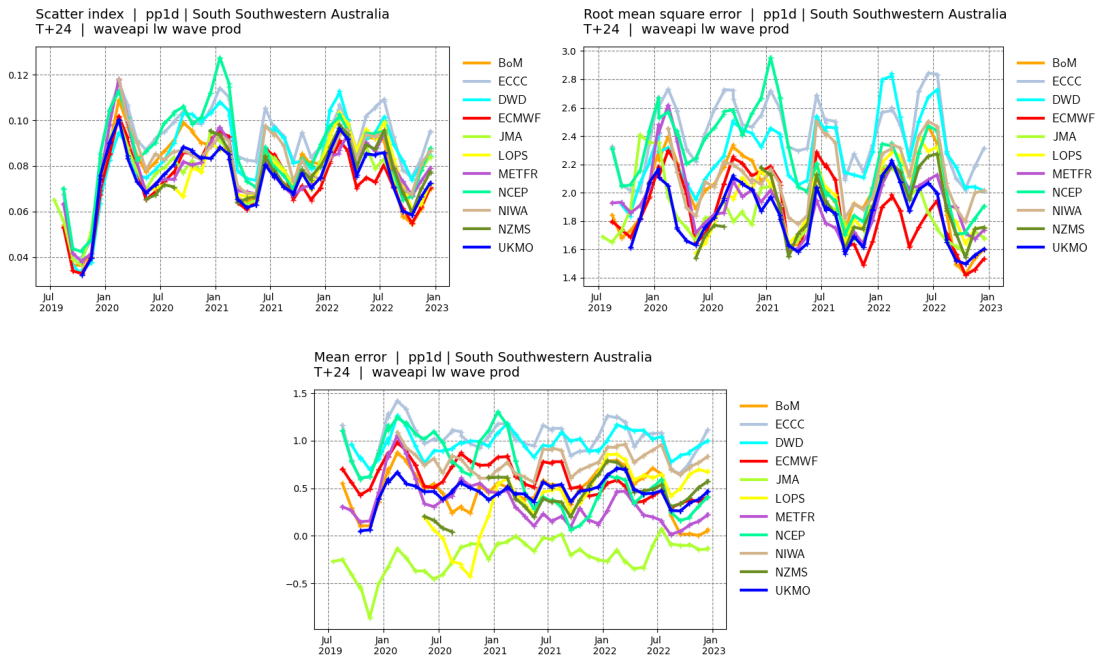 Scatter index | pp1d | South Southwestern Australia
T+24 | waveapi lw wave prod
0.12
0.10
0.08
0.06
0.04
Jul 2019
Jan 2020
Jul 2020
Jan 2021
Jul 2021
Jan 2022
Jul 2022
Jan 2023
BoM
ECCC
DWD
ECMWF
JMA
LOPS
METFR
NCEP
NIWA
NZMS
UKMO
Root mean square error | pp1d | South Southwestern Australia
T+24 | waveapi lw wave prod
3.0
2.8
2.6
2.4
2.2
2.0
1.8
1.6
1.4
Jul 2019
Jan 2020
Jul 2020
Jan 2021
Jul 2021
Jan 2022
Jul 2022
Jan 2023
BoM
ECCC
DWD
ECMWF
JMA
LOPS
METFR
NCEP
NIWA
NZMS
UKMO
Mean error | pp1d | South Southwestern Australia
T+24 | waveapi lw wave prod
1.5
1.0
0.5
0.0
−0.5
Jul 2019
Jan 2020
Jul 2020
Jan 2021
Jul 2021
Jan 2022
Jul 2022
Jan 2023
BoM
ECCC
DWD
ECMWF
JMA
LOPS
METFR
NCEP
NIWA
NZMS
UKMO